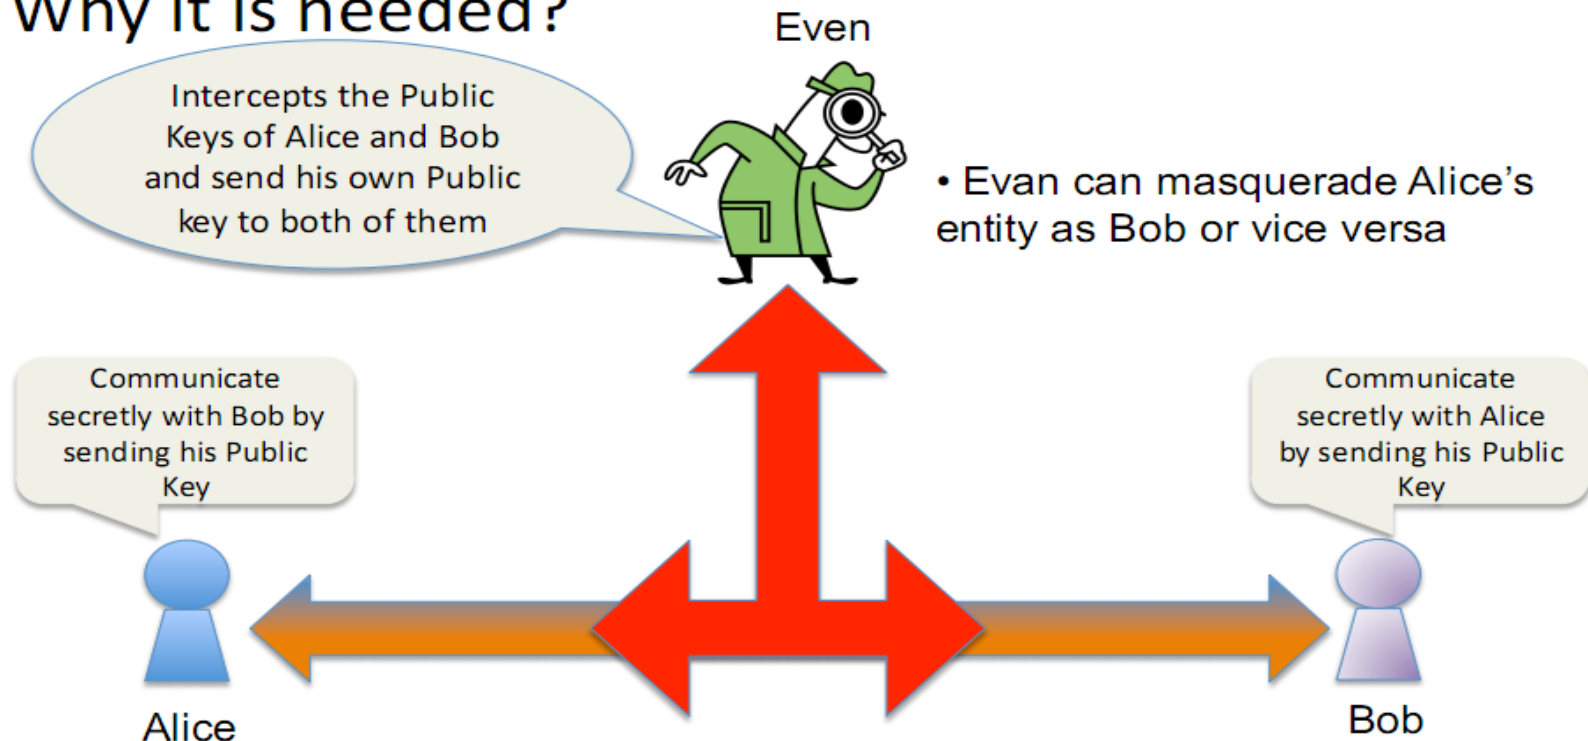 Why it is needed?
Even
Intercepts the Public
Keys of Alice and Bob
and send his own Public
key to both of them
• Evan can masquerade Alice’s
entity as Bob or vice versa
Communicate
secretly with Bob by
sending his Public
Key
Communicate
secretly with Alice
by sending his Public
Key
Alice
Bob